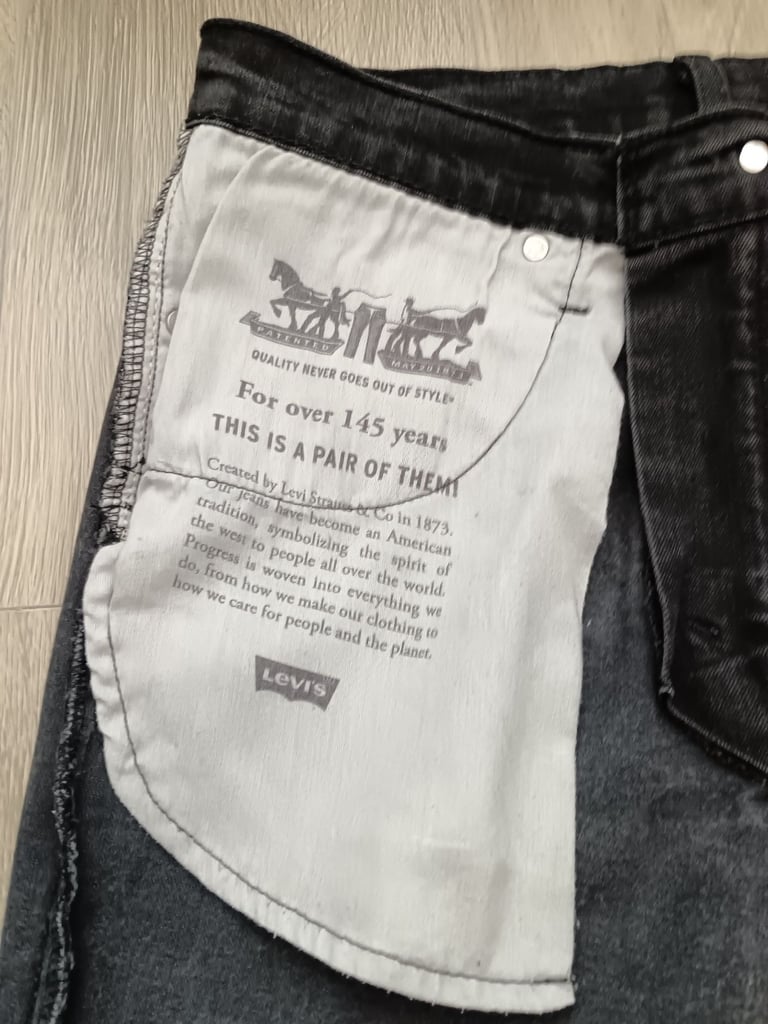 PATENTED
MAY 20 1873
QUALITY NEVER GOES OUT OF STYLE®
For over 145 years
THIS IS A PAIR OF THEM!
Created by Levi Strauss & Co in 1873.
Our jeans have become an American
tradition, symbolizing the spirit of
the west to people all over the world.
Progress is woven into everything we
do, from how we make our clothing to
how we care for people and the planet.
Levi's